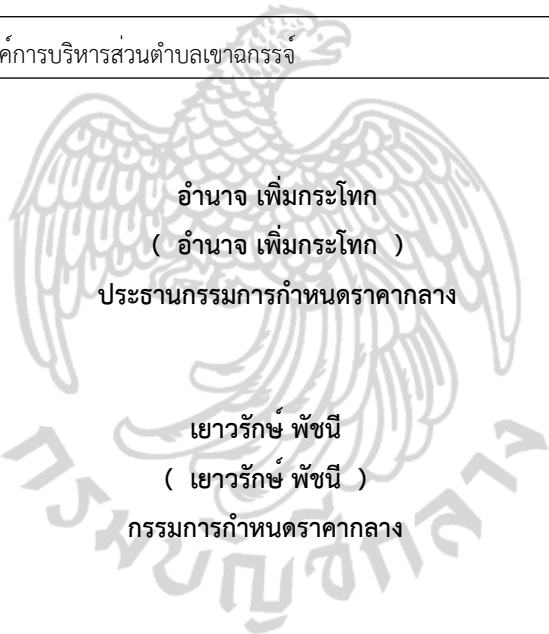 ค์การบริหารส่วนตำบลเขาฉกรรจ์
อำนาจ เพิ่มกระโทก
( อำนาจ เพิ่มกระโทก )
ประธานกรรมการกำหนดราคากลาง
เยาวรักษ์ พัชนี
( เยาวรักษ์ พัชนี )
กรรมการกำหนดราคากลาง
กรมบัญชีกลาง